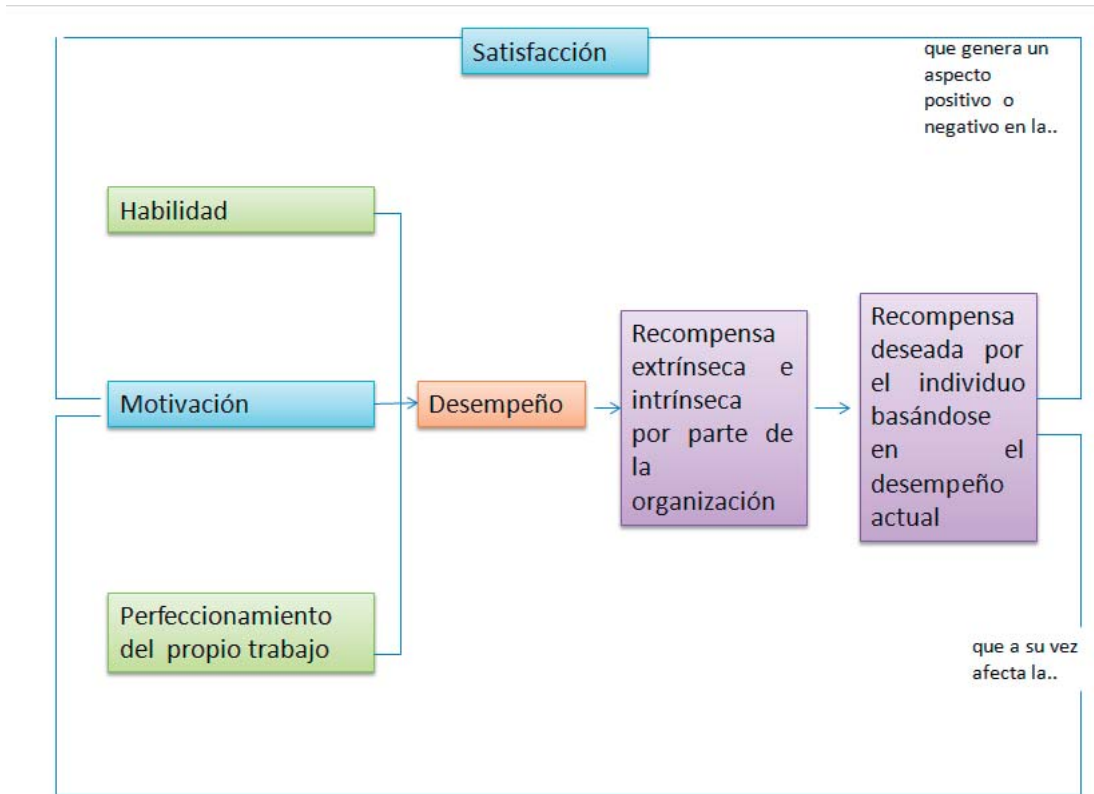 Satisfacción
que genera un
aspecto
positivo o
negativo en la..
Habilidad
Motivación
Perfeccionamiento
del propio trabajo
Desempeño
Recompensa
extrínseca e
intrínseca
por parte de
la
organización
Recompensa
deseada por
el individuo
basándose
en el
desempeño
actual
que a su vez
afecta la..